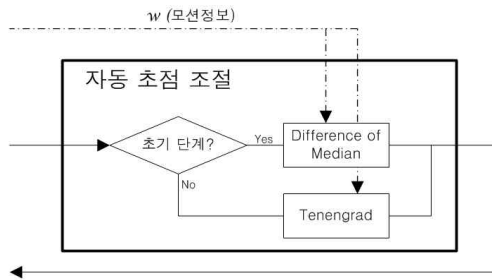 w (모션정보)
자동 초점 조절
초기 단계?
Yes
Difference of
Median
No
Tenengrad